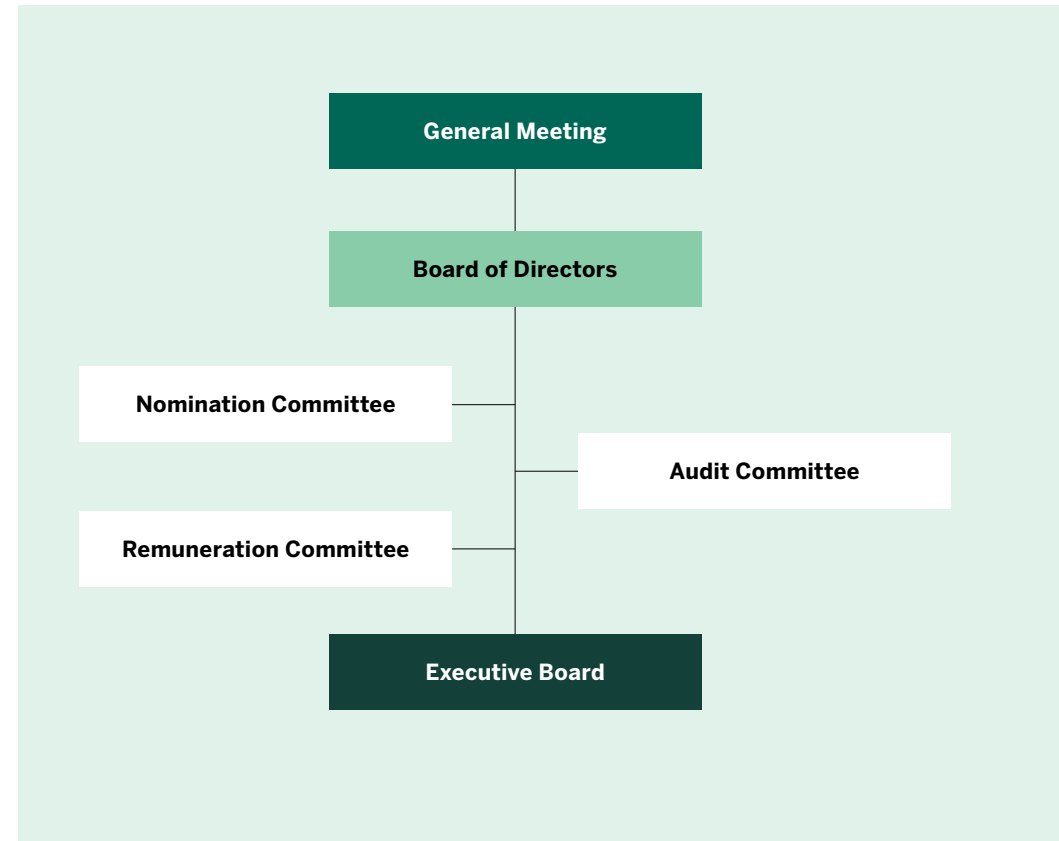 General Meeting
Board of Directors
Nomination Committee
Audit Committee
Remuneration Committee
Executive Board